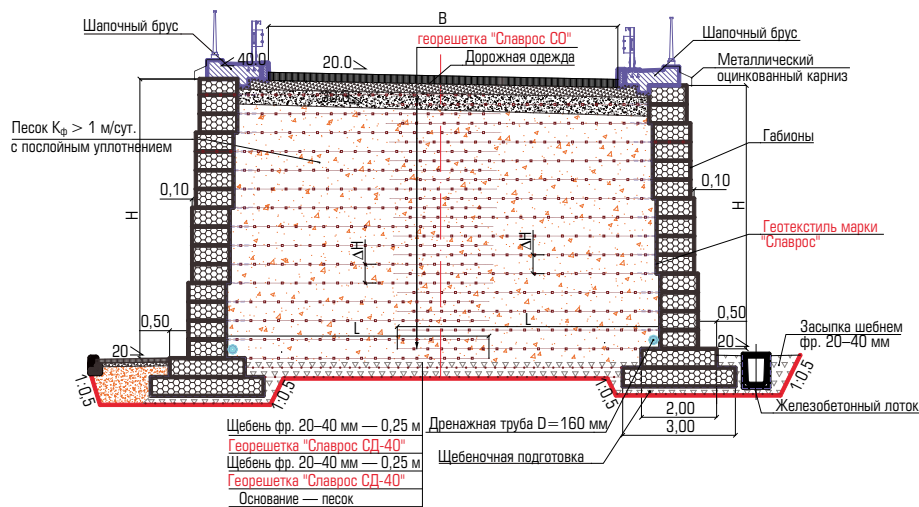 Шапочный брус
B
георешетка "Славрос СО"
Шапочный брус
40.0
20.0
Дорожная одежда
Металлический
оцинкованный карниз
Песок Kф > 1 м/сут.
с послойным уплотнением
Габионы
0,10
0,10
H
H
Геотекстиль марки
"Славрос"
ΔH
ΔH
0,50
L
L
0,50
Засыпка шебнем
фр. 20–40 мм
20
20
1:0,5
1:0,5
1:0,5
1:0,5
2,00
3,00
Железобетонный лоток
Щебень фр. 20–40 мм — 0,25 м
Дренажная труба D=160 мм
Георешетка "Славрос СД-40"
Щебень фр. 20–40 мм — 0,25 м
Щебеночная подготовка
Георешетка "Славрос СД-40"
Основание — песок